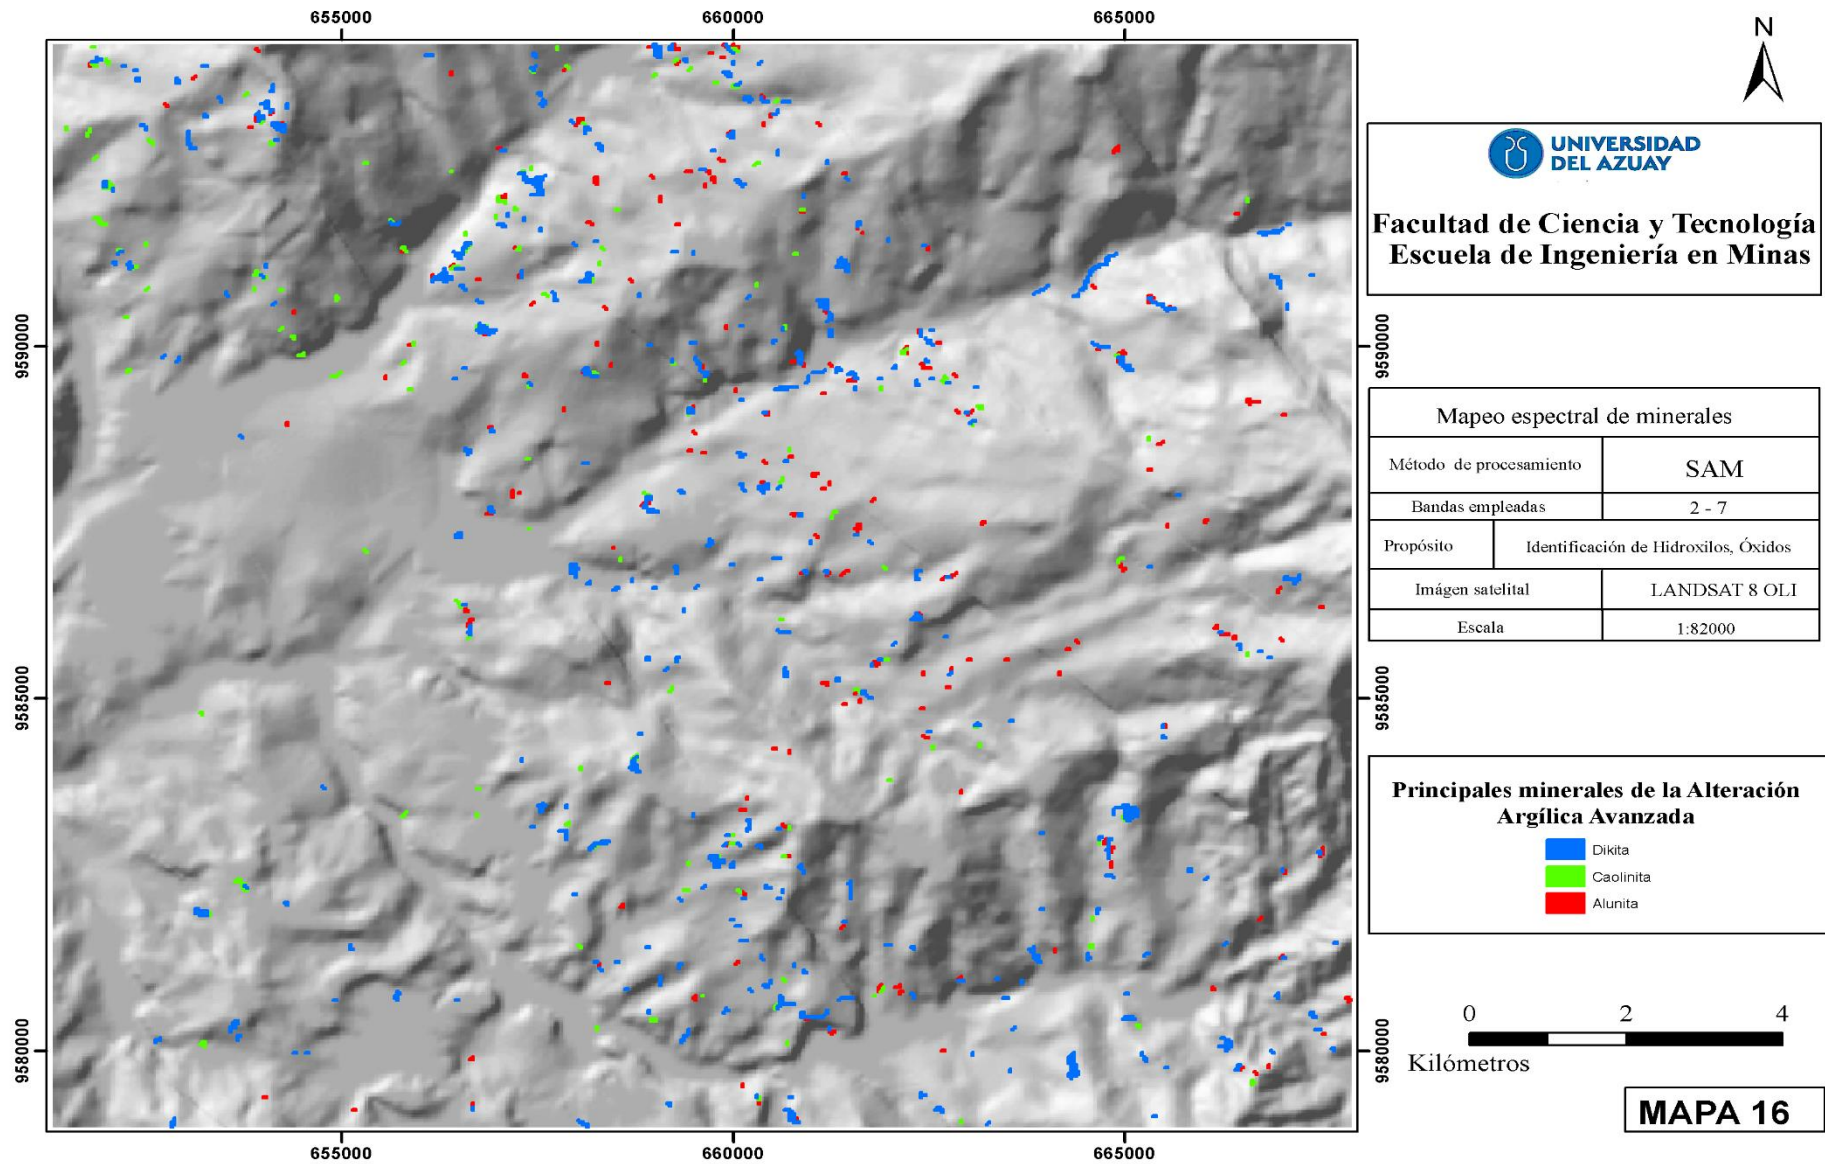 655000
660000
665000
N
UNIVERSIDAD
DEL AZUAY
Facultad de Ciencia y Tecnología
Escuela de Ingeniería en Minas
9590000
9590000
Mapeo espectral de minerales
Método de procesamiento SAM
Bandas empleadas 2 - 7
Propósito Identificación de Hidroxilos, Óxidos
Imágen satelital LANDSAT 8 OLI
Escala 1:82000
9585000
9585000
Principales minerales de la Alteración
Argílica Avanzada
Dikita
Caolinita
Alunita
0 2 4
Kilómetros
9580000
9580000
MAPA 16
655000
660000
665000